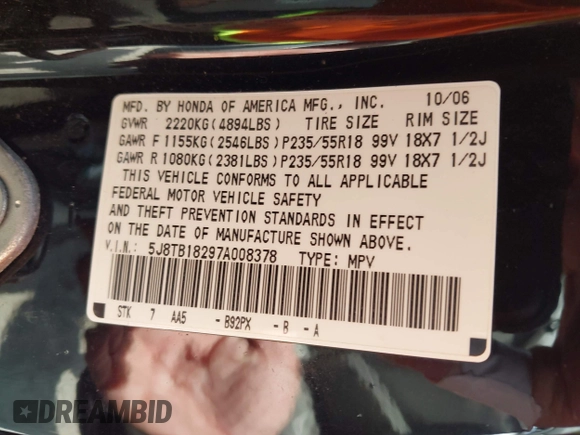 MFD. BY HONDA OF AMERICA MFG., INC. 10/06
GVWR 2220KG(4894LBS) TIRE SIZE RIM SIZE
GAWR F 1155KG(2546LBS)P235/55R18 99V 18X7 1/2J
GAWR R 1080KG(2381LBS)P235/55R18 99V 18X7 1/2J
THIS VEHICLE CONFORMS TO ALL APPLICABLE
FEDERAL MOTOR VEHICLE SAFETY
AND THEFT PREVENTION STANDARDS IN EFFECT
ON THE DATE OF MANUFACTURE SHOWN ABOVE.
V.I.N: 5J8TB18297A008378 TYPE: MPV
STK 7 AA5 -B92PX -B -A
DREAMBID